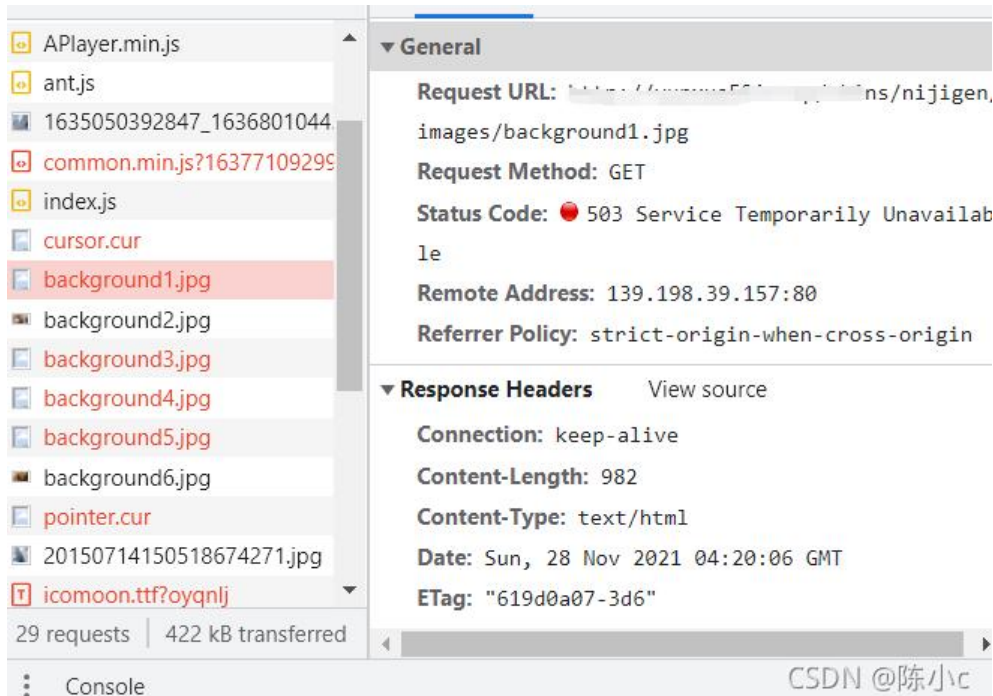 APlayer.min.js
ant.js
1635050392847_1636801044
common.min.js?16377109299
index.js
cursor.cur
background1.jpg
background2.jpg
background3.jpg
background4.jpg
background5.jpg
background6.jpg
pointer.cur
20150714150518674271.jpg
icomoon.ttf?oyqnlj
29 requests
422 kB transferred
Console
General
Request URL: ns/nijigen/
images/background1.jpg
Request Method: GET
Status Code: 503 Service Temporarily Unavailab
le
Remote Address: 139.198.39.157:80
Referrer Policy: strict-origin-when-cross-origin
Response Headers View source
Connection: keep-alive
Content-Length: 982
Content-Type: text/html
Date: Sun, 28 Nov 2021 04:20:06 GMT
ETag: "619d0a07-3d6"
CSDN @陈小c